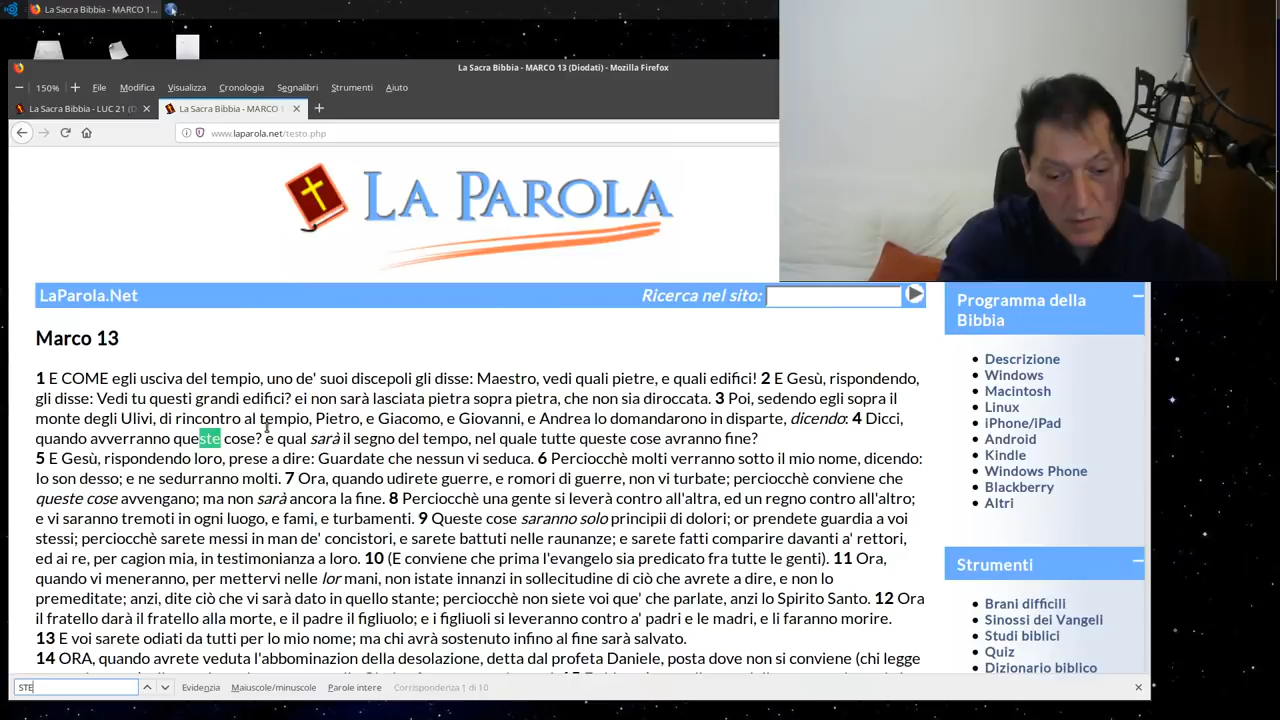 La Sacra Bibbia - MARCO 1...
La Sacra Bibbia - MARCO 13 (Diodati) - Mozilla Firefox
150% File Modifica Visualizza Cronologia Segnalibri Strumenti Aiuto
La Sacra Bibbia - LUC 21 (D
La Sacra Bibbia - MARCO 1
www.laparola.net/testo.php
LA PAROLA
LaParola.Net
Ricerca nel sito:
Marco 13
1 E COME egli usciva del tempio, uno de' suoi discepoli gli disse: Maestro, vedi quali pietre, e quali edifici! 2 E Gesù, rispondendo,
gli disse: Vedi tu questi grandi edifici? ei non sarà lasciata pietra sopra pietra, che non sia diroccata. 3 Poi, sedendo egli sopra il
monte degli Ulivi, di rincontro al tempio, Pietro, e Giacomo, e Giovanni, e Andrea lo domandarono in disparte, dicendo: 4 Dicci,
quando avverranno queste cose? e qual sarà il segno del tempo, nel quale tutte queste cose avranno fine?
5 E Gesù, rispondendo loro, prese a dire: Guardate che nessun vi seduca. 6 Perciocchè molti verranno sotto il mio nome, dicendo:
Io son desso; e ne sedurranno molti. 7 Ora, quando udirete guerre, e romori di guerre, non vi turbate; perciocchè conviene che
queste cose avvengano; ma non sarà ancora la fine. 8 Perciocchè una gente si leverà contro all'altra, ed un regno contro all'altro;
e vi saranno tremoti in ogni luogo, e fami, e turbamenti. 9 Queste cose saranno solo principii di dolori; or prendete guardia a voi
stessi; perciocchè sarete messi in man de' concistori, e sarete battuti nelle raunanze; e sarete fatti comparire davanti a' rettori,
ed ai re, per cagion mia, in testimonianza a loro. 10 (E conviene che prima l'evangelo sia predicato fra tutte le genti). 11 Ora,
quando vi meneranno, per mettervi nelle lor mani, non istate innanzi in sollecitudine di ciò che avrete a dire, e non lo
premeditate; anzi, dite ciò che vi sarà dato in quello stante; perciocchè non siete voi que' che parlate, anzi lo Spirito Santo. 12 Ora
il fratello darà il fratello alla morte, e il padre il figliuolo; e i figliuoli si leveranno contro a' padri e le madri, e li faranno morire.
13 E voi sarete odiati da tutti per lo mio nome; ma chi avrà sostenuto infino al fine sarà salvato.
14 ORA, quando avrete veduta l'abbominazion della desolazione, detta dal profeta Daniele, posta dove non si conviene (chi legge
Programma della
Bibbia
Descrizione
Windows
Macintosh
Linux
iPhone/iPad
Android
Kindle
Windows Phone
Blackberry
Altri
Strumenti
Brani difficili
Sinossi dei Vangeli
Studi biblici
Quiz
Dizionario biblico
STE
Evidenzia Maiuscole/minuscole Parole intere Corrispondenza 1 di 10